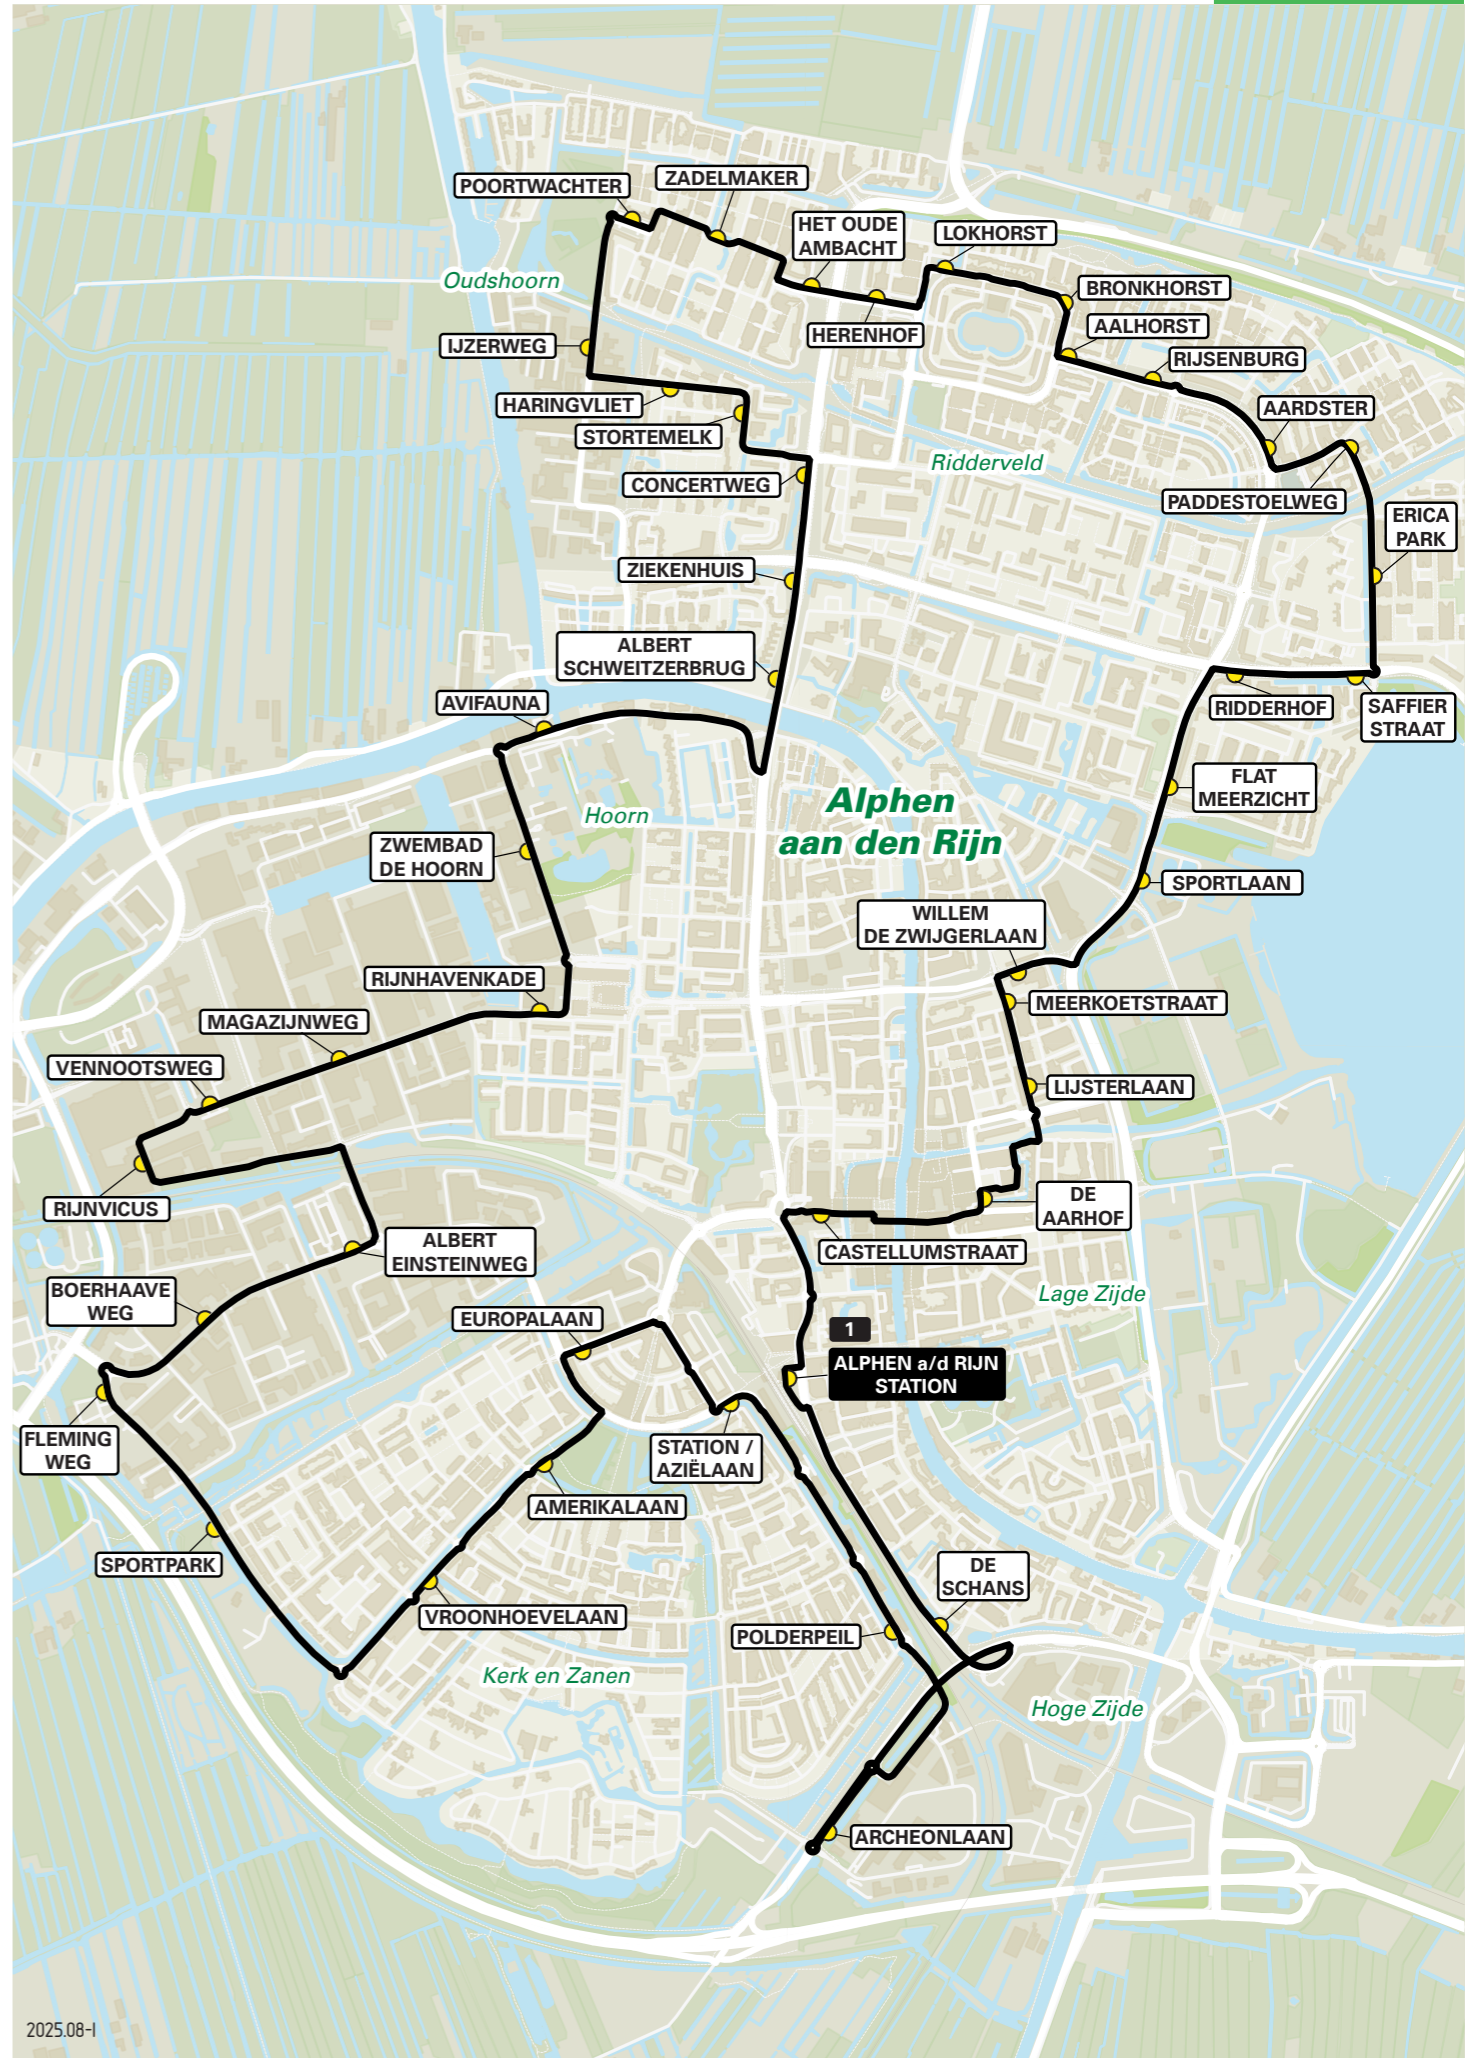 ZADELMAKER
POORTWACHTER
HET OUDE
AMBACHT
LOKHORST
Oudshoorn
BRONKHORST
AALHORST
HERENHOF
IJZERWEG
RIJSENBURG
HARINGVLIET
AARDSTER
STORTEMELK
Ridderveld
CONCERTWEG
PADDESTOELWEG
ERICA
PARK
ZIEKENHUIS
ALBERT
SCHWEITZERBRUG
AVIFAUNA
RIDDERHOF
SAFFIER
STRAAT
FLAT
MEERZICHT
Alphen
aan den Rijn
Hoorn
ZWEMBAD
DE HOORN
SPORTLAAN
WILLEM
DE ZWIJGERLAAN
RIJNHAVENKADE
MEERKOETSTRAAT
MAGAZIJNWEG
VENNOOTSWEG
LIJSTERLAAN
RIJNVICUS
DE
AARHOF
ALBERT
EINSTEINWEG
CASTELLUMSTRAAT
BOERHAAVE
WEG
Lage Zijde
EUROPALAAN
1
ALPHEN a/d RIJN
STATION
FLEMING
WEG
STATION /
AZIËLAAN
AMERIKALAAN
SPORTPARK
DE
SCHANS
VROONHOEVELAAN
POLDERPEIL
Kerk en Zanen
Hoge Zijde
ARCHEONLAAN
2025.08-I